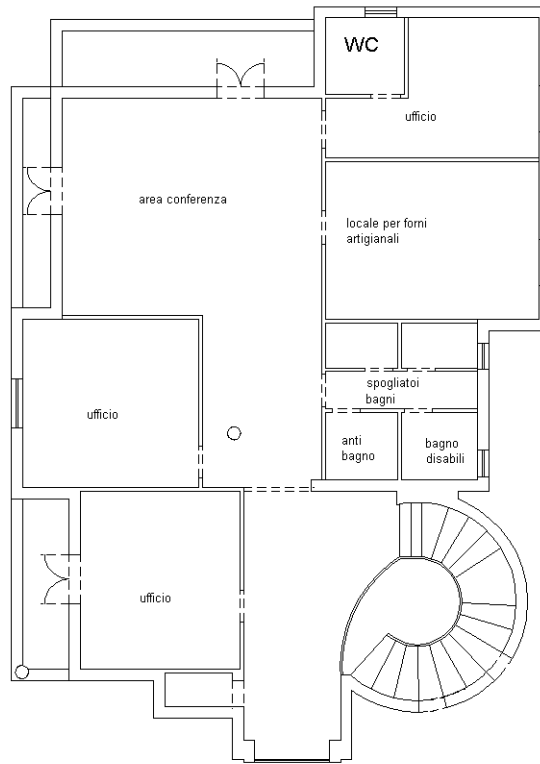 WC
ufficio
area conferenza
locale per forni
artigianali
spogliatoi
bagni
ufficio
anti
bagno
bagno
disabili
ufficio